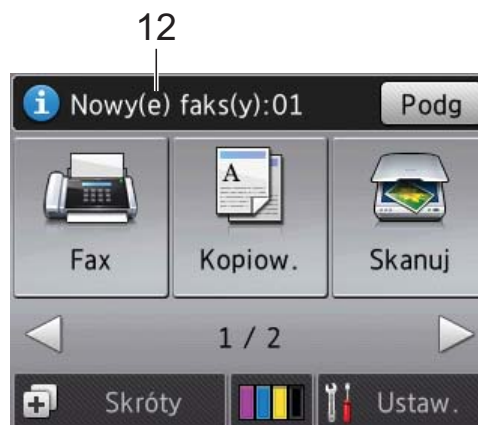 12
Nowy(e) faks(y):01 Podg
Fax Kopiow. Skanuj
1 / 2
Skróty Ustaw.